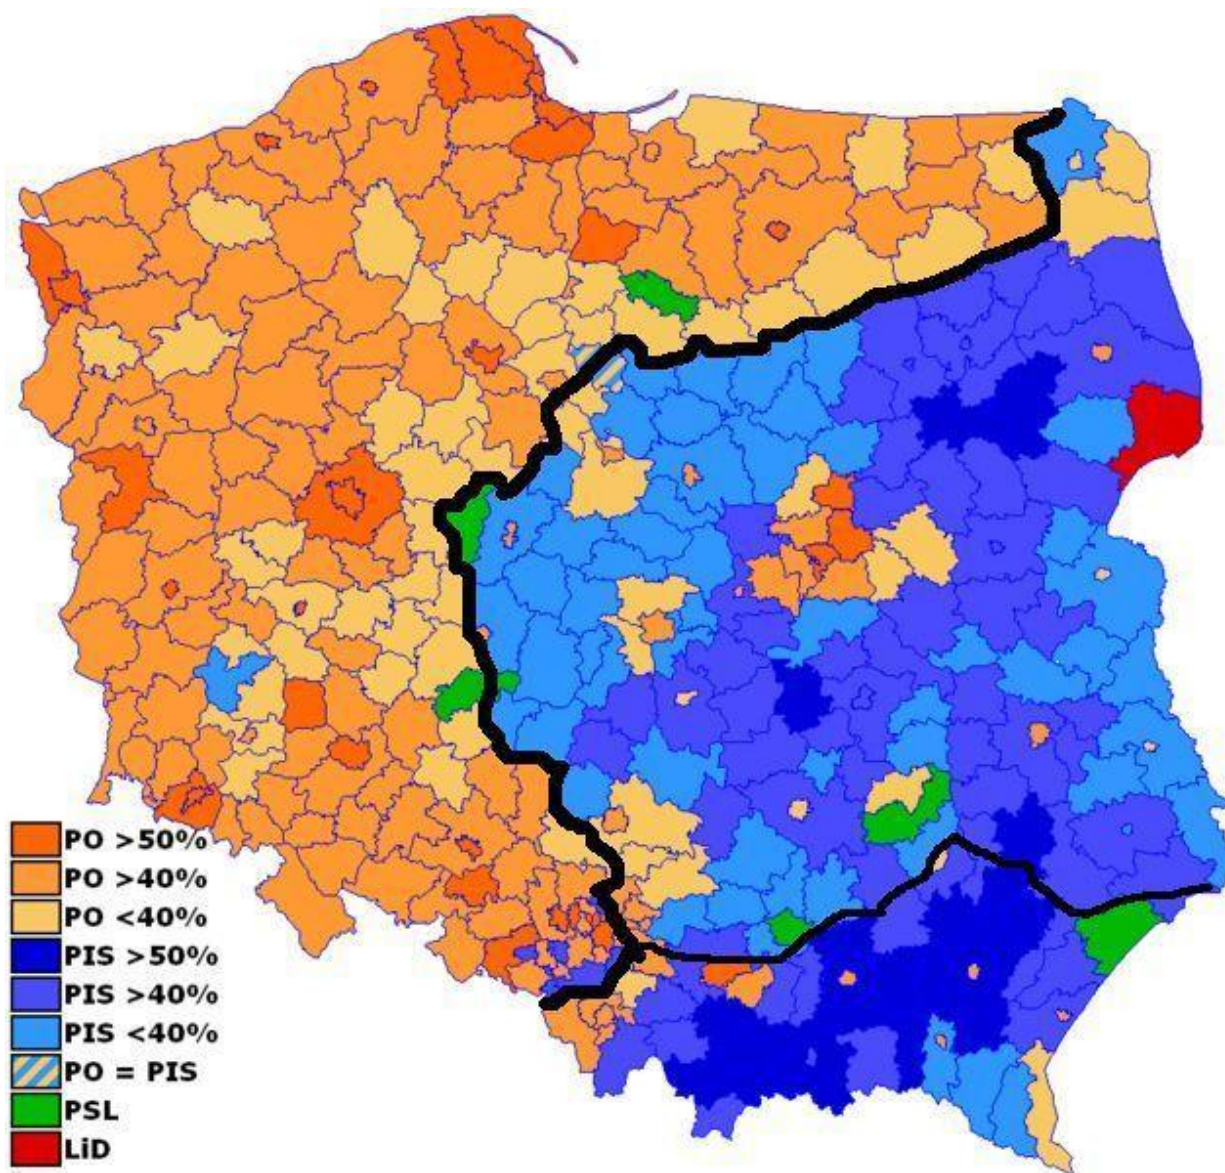 PO >50%
PO >40%
PO <40%
PIS >50%
PIS >40%
PIS <40%
PO = PIS
PSL
LiD